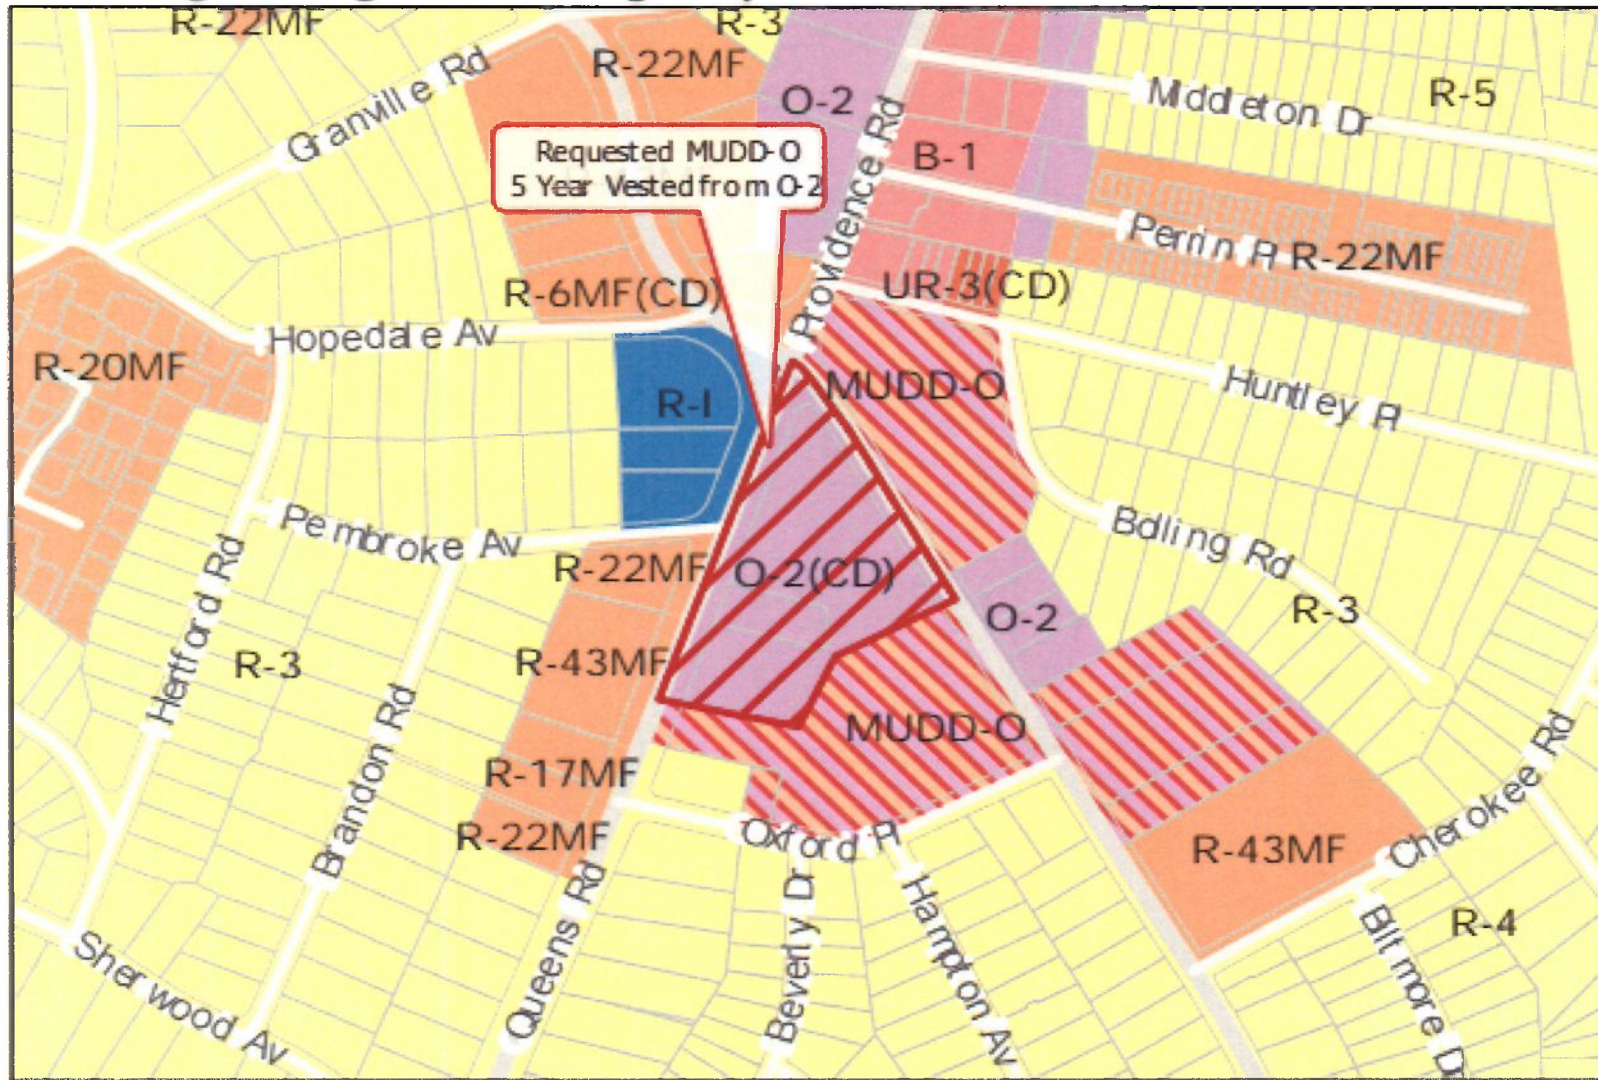 R-22MF
R-3
Granville Rd
R-22MF
O-2
Middleton Dr
R-5
Requested MUDD-O
5 Year Vested from O-2
Providence Rd
B-1
Perrin Pl
R-22MF
R-6MF(CD)
UR-3(CD)
Hopedale Av
R-20MF
R-I
MUDD-O
Huntley Pl
Pembroke Av
Bolling Rd
R-22MF
O-2(CD)
O-2
R-3
Hertford Rd
R-3
R-43MF
Brandon Rd
MUDD-O
R-17MF
R-22MF
Oxford Pl
R-43MF
Cherokee Rd
Queens Rd
Beverly Dr
Hampton Av
Biltmore Dr
R-4
Sherwood Av